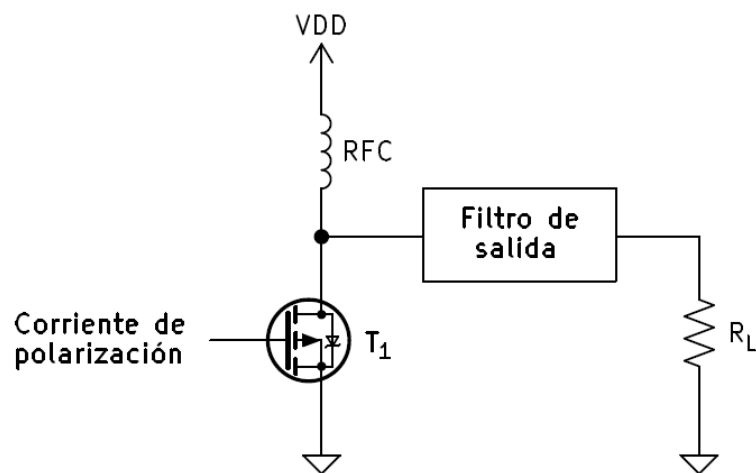 VDD
RFC
Filtro de
salida
Corriente de
polarización
T1
RL